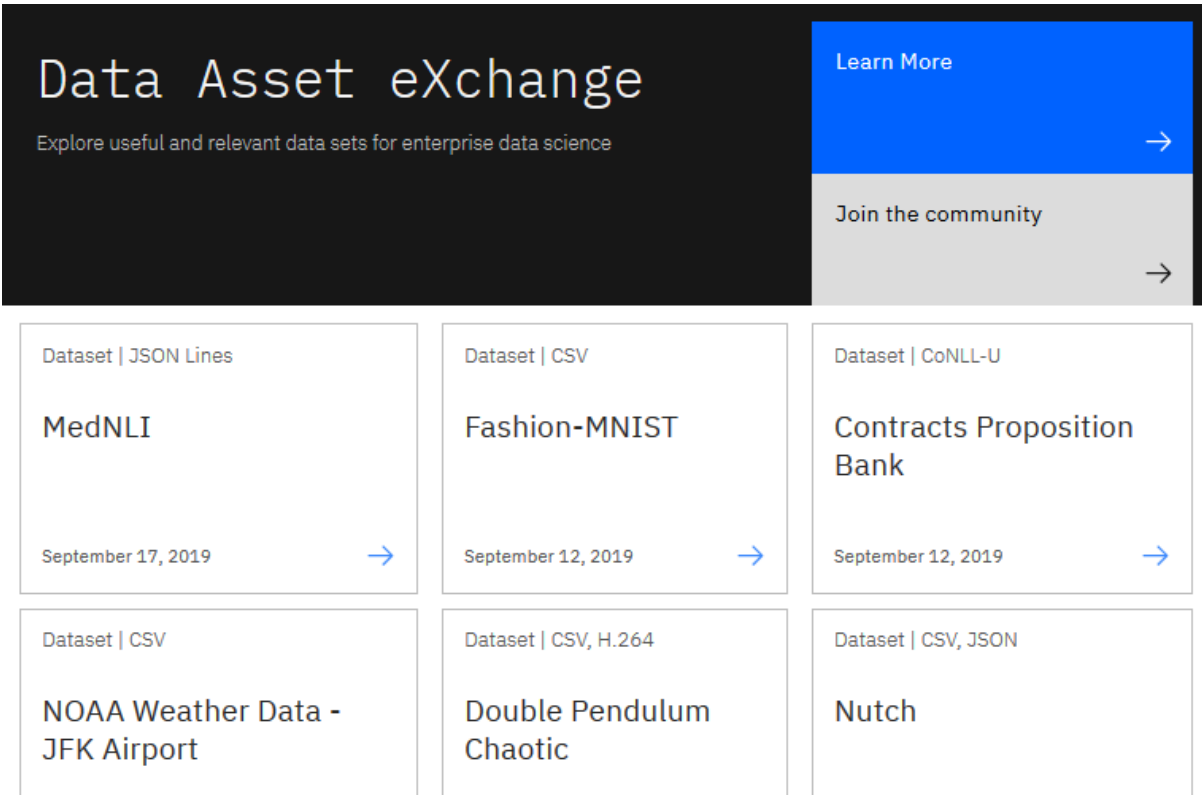 Data Asset eXchange
Explore useful and relevant data sets for enterprise data science
Learn More
Join the community
Dataset | JSON Lines
MedNLI
September 17, 2019
Dataset | CSV
Fashion-MNIST
September 12, 2019
Dataset | CoNLL-U
Contracts Proposition
Bank
September 12, 2019
Dataset | CSV
NOAA Weather Data -
JFK Airport
Dataset | CSV, H.264
Double Pendulum
Chaotic
Dataset | CSV, JSON
Nutch